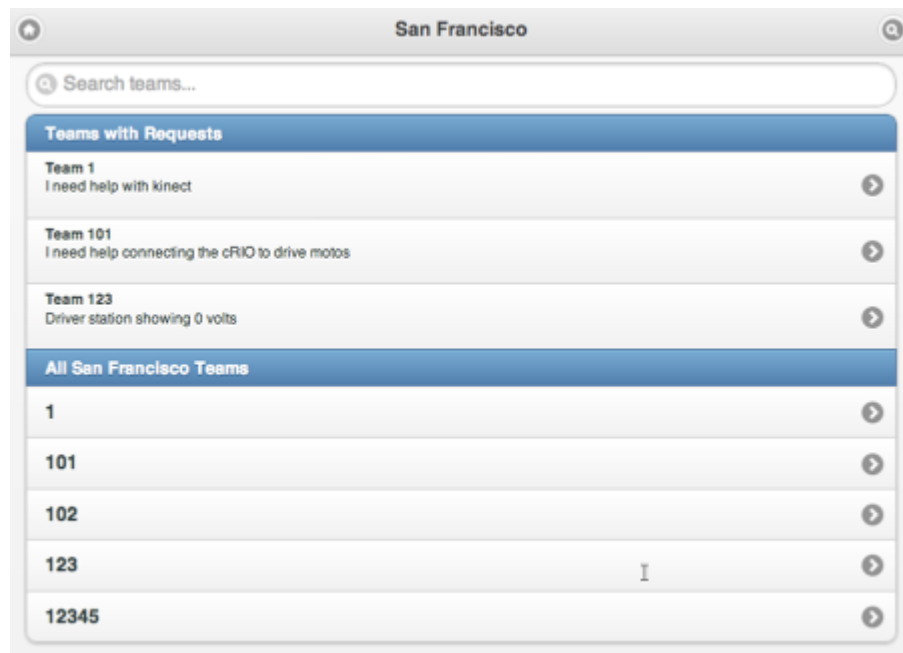 San Francisco
Search teams...
Teams with Requests
Team 1
I need help with kinect
Team 101
I need help connecting the cRIO to drive motos
Team 123
Driver station showing 0 volts
All San Francisco Teams
1
101
102
123
12345